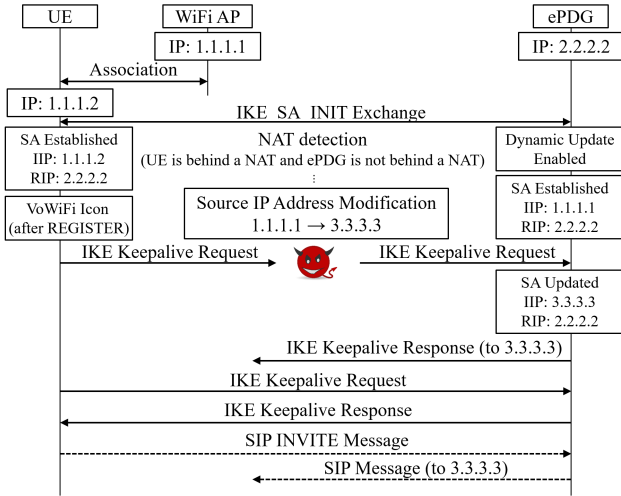 UE
WiFi AP
ePDG
IP: 1.1.1.1
IP: 2.2.2.2
Association
IP: 1.1.1.2
IKE SA INIT Exchange
SA Established
IIP: 1.1.1.2
RIP: 2.2.2.2
NAT detection
(UE is behind a NAT and ePDG is not behind a NAT)
...
Dynamic Update
Enabled
SA Established
IIP: 1.1.1.1
RIP: 2.2.2.2
VoWiFi Icon
(after REGISTER)
Source IP Address Modification
1.1.1.1 → 3.3.3.3
IKE Keepalive Request
IKE Keepalive Request
SA Updated
IIP: 3.3.3.3
RIP: 2.2.2.2
IKE Keepalive Response (to 3.3.3.3)
IKE Keepalive Request
IKE Keepalive Response
SIP INVITE Message
SIP Message (to 3.3.3.3)